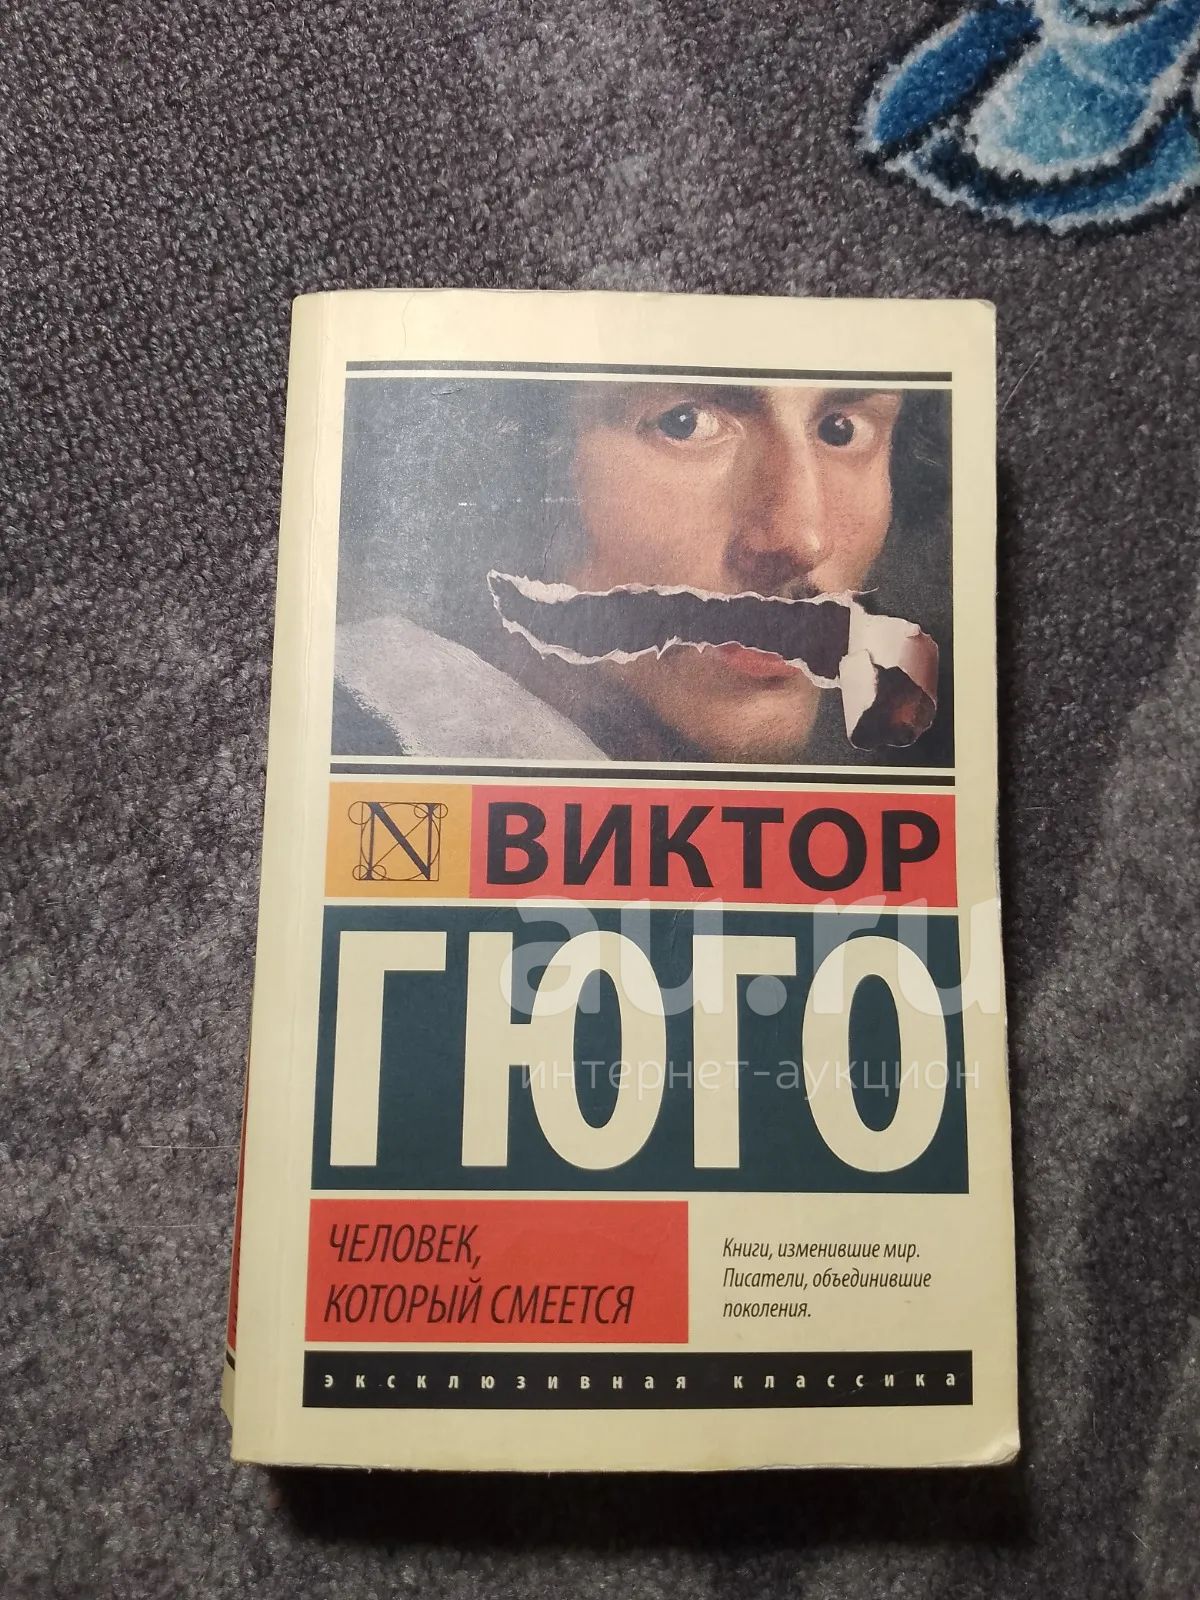 N ВИКТОР
ГЮГО
au.ru
интернет-аукцион
ЧЕЛОВЕК,
КОТОРЫЙ СМЕЕТСЯ
Книги, изменившие мир.
Писатели, объединившие
поколения.
эксклюзивная классика